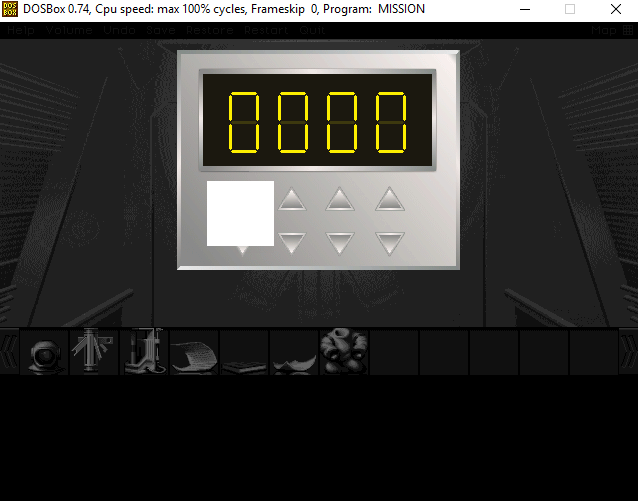 DOSBox 0.74, Cpu speed: max 100% cycles, Frameskip 0, Program: MISSION
Help Volume Undo Save Restore Restart Quit Map
0000